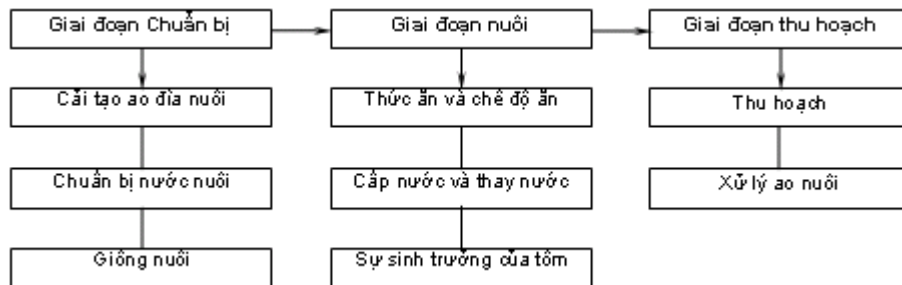 Giai đoạn Chuẩn bị
Giai đoạn nuôi
Giai đoạn thu hoạch
Cải tạo ao đìa nuôi
Thức ăn và chế độ ăn
Thu hoạch
Chuẩn bị nước nuôi
Cấp nước và thay nước
Xử lý ao nuôi
Giống nuôi
Sự sinh trưởng của tôm